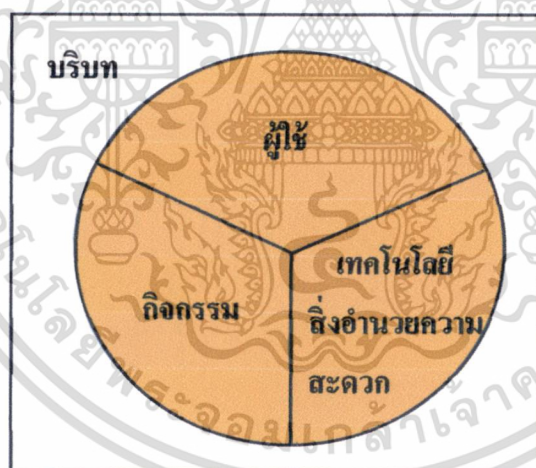 บริบท
ผู้ใช้
เทคโนโลยี
กิจกรรม
สิ่งอำนวยความ
สะดวก